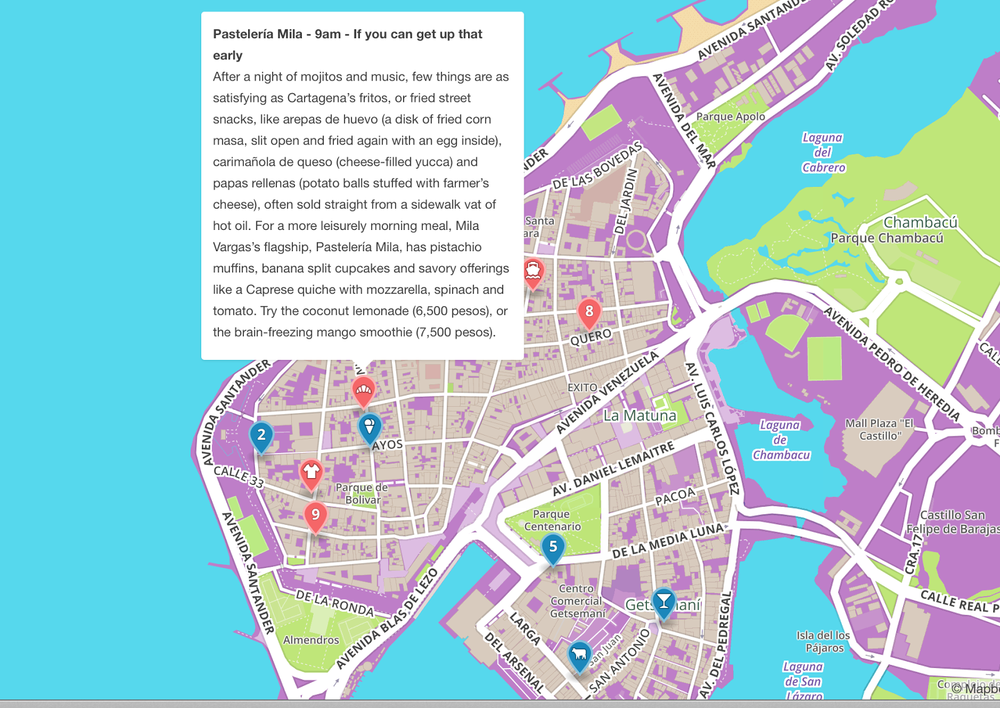 Pastelería Mila - 9am - If you can get up that
early
After a night of mojitos and music, few things are as
satisfying as Cartagena’s fritos, or fried street
snacks, like arepas de huevo (a disk of fried corn
masa, slit open and fried again with an egg inside),
carimañola de queso (cheese-filled yucca) and
papas rellenas (potato balls stuffed with farmer’s
cheese), often sold straight from a sidewalk vat of
hot oil. For a more leisurely morning meal, Mila
Vargas’s flagship, Pastelería Mila, has pistachio
muffins, banana split cupcakes and savory offerings
like a Caprese quiche with mozzarella, spinach and
tomato. Try the coconut lemonade (6,500 pesos), or
the brain-freezing mango smoothie (7,500 pesos).
AVENIDA SANTANDE
AV. SOLEDAD RO
AVENIDA DEL MAR
Parque Apolo
Laguna
del
Cabrero
NDER
DE LAS BOVEDAS
DEL JARDIN
Santa
ara
Chambacú
Parque Chambacú
8
QUERO
AVENIDA PEDRO DE HEREDIA
CALLE
AVENIDA SANTANDER
EXITO
AVENIDA VENEZUELA
AV. LUIS CARLOS LÓPEZ
La Matuna
Laguna
de
Chambacu
Mall Plaza "El
Castillo"
Bomb
F
2
AYOS
CALLE 33
Parque de
Bolivar
AV. DANIEL LEMAITRE
PACOA
9
Parque
Centenario
5
DE LA MEDIA LUNA
Castillo San
Felipe de Barajas
CRA.17
AVENIDA SANTANDER
DE LA RONDA
AVENIDA BLAS DE LEZO
Almendros
Centro
Comercial
Getsemaní
Gets maní
CALLE REAL P
LARGA
DEL ARSENAL
San Juan
SAN ANTONIO
AV. DEL PEDREGAL
Isla del los
Pájaros
Laguna
de San
Lázaro
Complejo de
Raquetas
© Mapbo